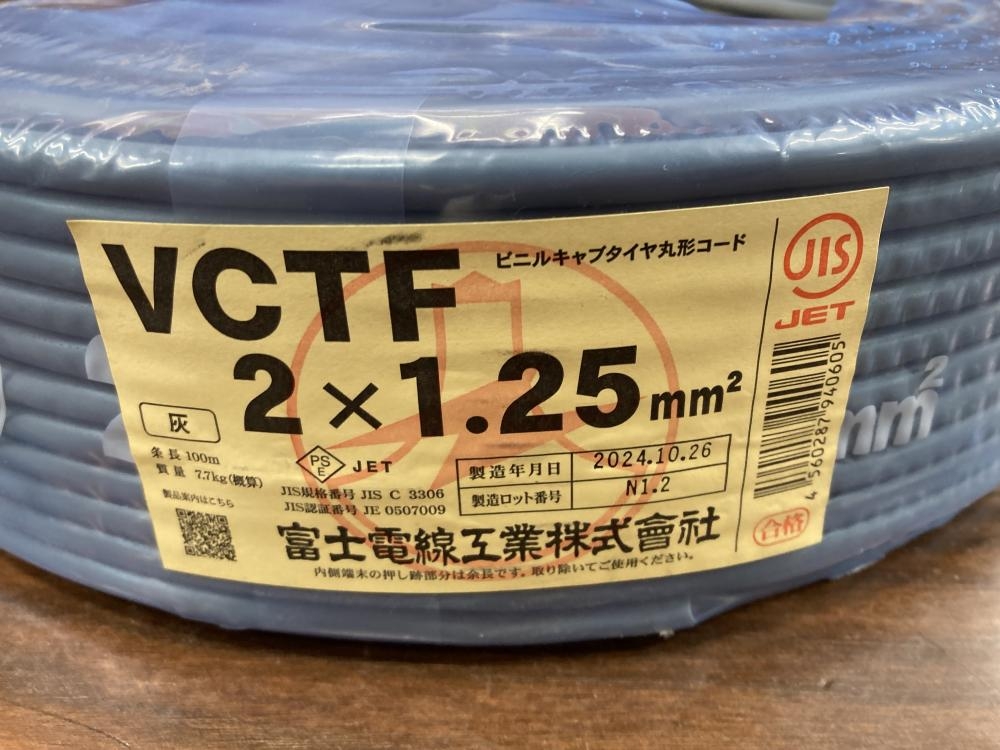 VCTF
ビニルキャブタイヤ丸形コード
2×1.25mm²
灰
条長 100m
質量 7.7kg(概算)
製品案内はこちら
PS
E
JET
JIS規格番号 JIS C 3306
JIS認証番号 JE 0507009
製造年月日 2024.10.26
製造ロット番号 N1.2
富士電線工業株式會社
内側端末の押し跡部分は余長です。取り除いてご使用ください。
JIS
JET
4 560287 940605
合格
mm²